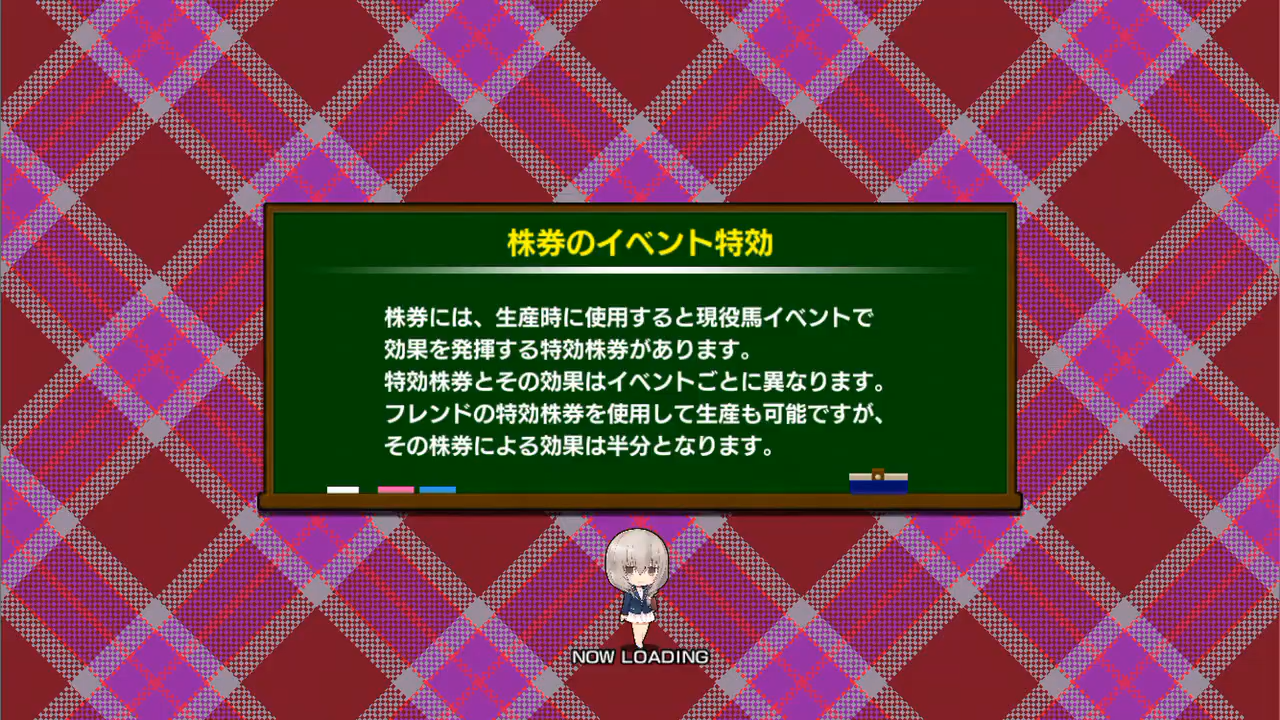 株券のイベント特効
株券には、生産時に使用すると現役馬イベントで
効果を発揮する特効株券があります。
特効株券とその効果はイベントごとに異なります。
フレンドの特効株券を使用して生産も可能ですが、
その株券による効果は半分となります。
NOW LOADING